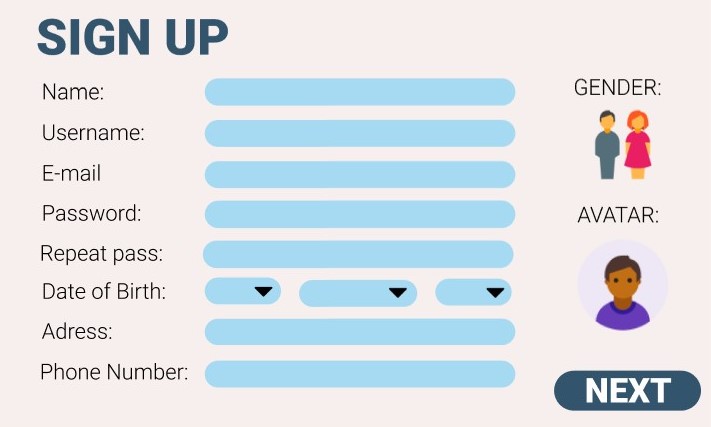 SIGN UP
Name:
Username:
E-mail
Password:
Repeat pass:
Date of Birth:
Adress:
Phone Number:
GENDER:
AVATAR:
NEXT